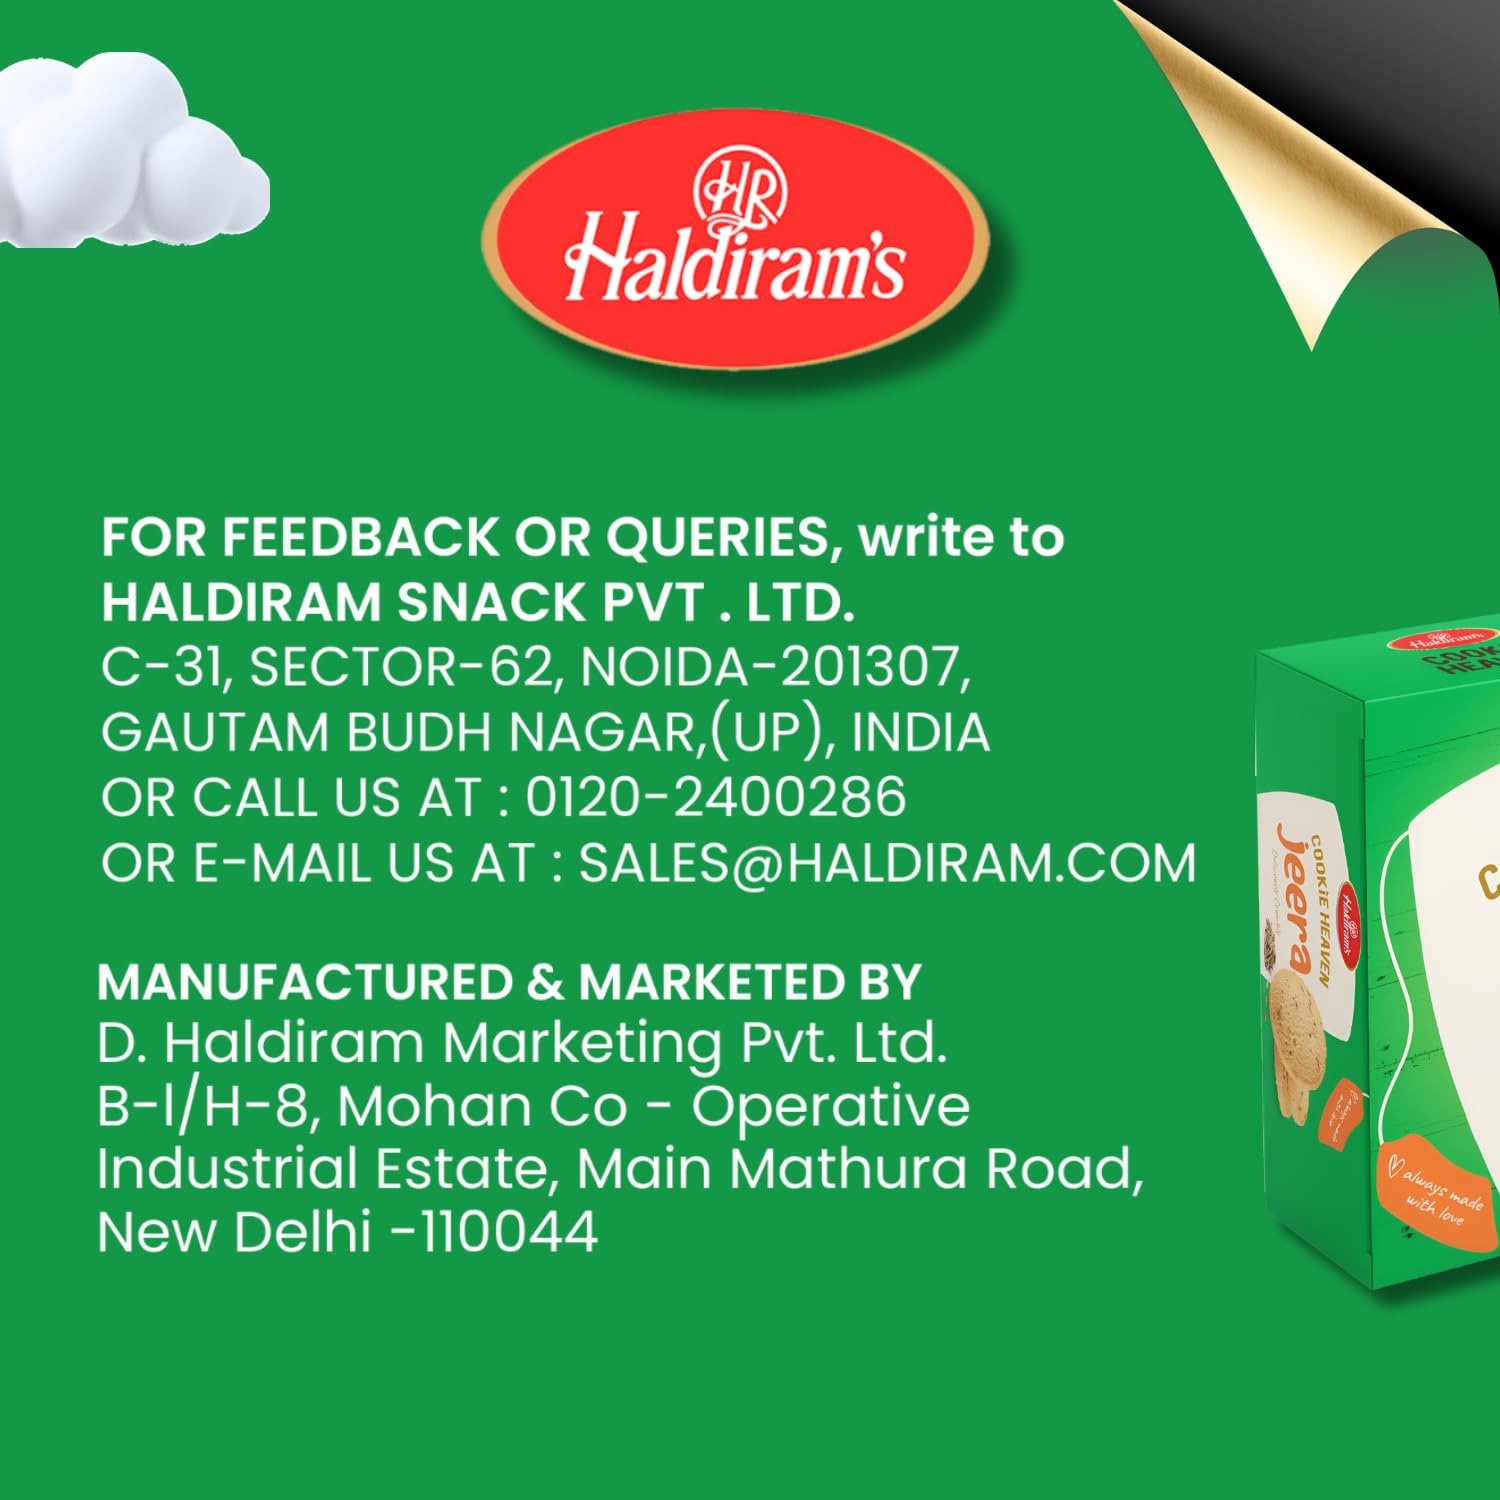 HR
Haldiram's
FOR FEEDBACK OR QUERIES, write to
HALDIRAM SNACK PVT . LTD.
C-31, SECTOR-62, NOIDA-201307,
GAUTAM BUDH NAGAR,(UP), INDIA
OR CALL US AT : 0120-2400286
OR E-MAIL US AT : SALES@HALDIRAM.COM
MANUFACTURED & MARKETED BY
D. Haldiram Marketing Pvt. Ltd.
B-l/H-8, Mohan Co - Operative
Industrial Estate, Main Mathura Road,
New Delhi -110044
Haldiram's
COOKiE HEAVEN
jeera
Haldiram's
always made
with love